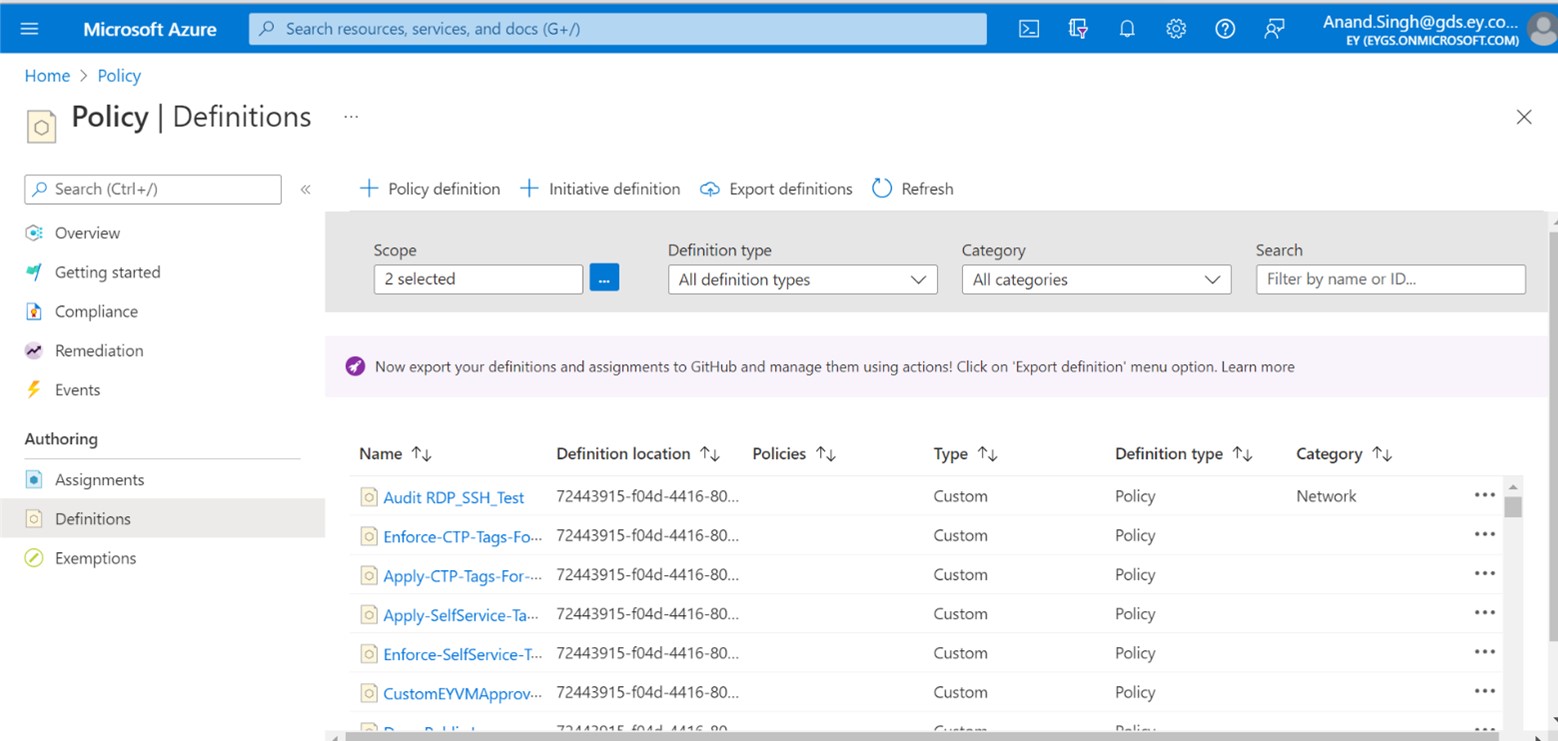 Microsoft Azure
Search resources, services, and docs (G+/)
Anand.Singh@gds.ey.co...
EY (EYGS.ONMICROSOFT.COM)
Home > Policy
Policy | Definitions ...
Search (Ctrl+/) «
+ Policy definition + Initiative definition Export definitions Refresh
Overview
Getting started
Compliance
Remediation
Events
Authoring
Assignments
Definitions
Exemptions
Scope Definition type Category Search
2 selected ... All definition types All categories Filter by name or ID...
Now export your definitions and assignments to GitHub and manage them using actions! Click on 'Export definition' menu option. Learn more
Name ↑↓ Definition location ↑↓ Policies ↑↓ Type ↑↓ Definition type ↑↓ Category ↑↓
Audit RDP_SSH_Test 72443915-f04d-4416-80... Custom Policy Network ...
Enforce-CTP-Tags-Fo... 72443915-f04d-4416-80... Custom Policy ...
Apply-CTP-Tags-For-... 72443915-f04d-4416-80... Custom Policy ...
Apply-SelfService-Ta... 72443915-f04d-4416-80... Custom Policy ...
Enforce-SelfService-T... 72443915-f04d-4416-80... Custom Policy ...
CustomEYVMApprov... 72443915-f04d-4416-80... Custom Policy ...